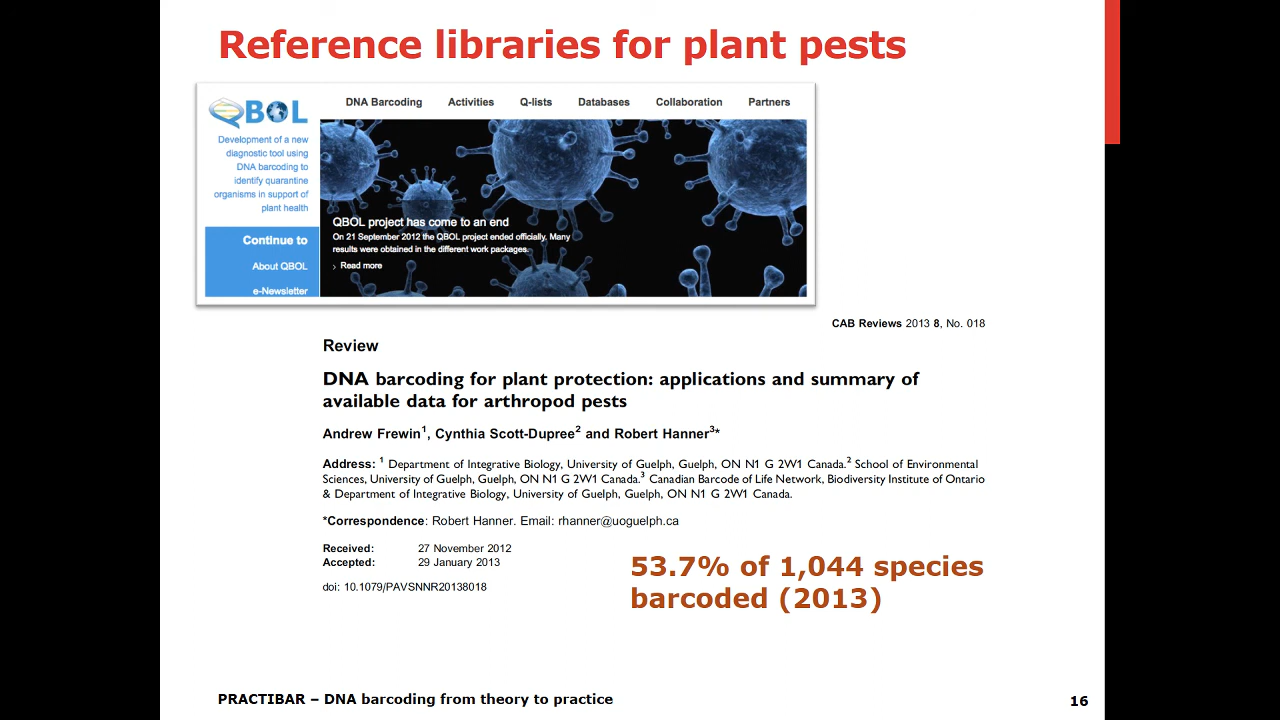 Reference libraries for plant pests
QBOL
DNA Barcoding Activities Q-lists Databases Collaboration Partners
Development of a new
diagnostic tool using
DNA barcoding to
identify quarantine
organisms in support of
plant health
Continue to
About QBOL
e-Newsletter
QBOL project has come to an end
On 21 September 2012 the QBOL project ended officially. Many
results were obtained in the different work packages.
› Read more
CAB Reviews 2013 8, No. 018
Review
DNA barcoding for plant protection: applications and summary of
available data for arthropod pests
Andrew Frewin1, Cynthia Scott-Dupree2 and Robert Hanner3*
Address: 1 Department of Integrative Biology, University of Guelph, Guelph, ON N1 G 2W1 Canada.2 School of Environmental
Sciences, University of Guelph, Guelph, ON N1 G 2W1 Canada.3 Canadian Barcode of Life Network, Biodiversity Institute of Ontario
& Department of Integrative Biology, University of Guelph, Guelph, ON N1 G 2W1 Canada.
*Correspondence: Robert Hanner. Email: rhanner@uoguelph.ca
Received: 27 November 2012
Accepted: 29 January 2013
doi: 10.1079/PAVSNNR20138018
53.7% of 1,044 species
barcoded (2013)
PRACTIBAR – DNA barcoding from theory to practice
16